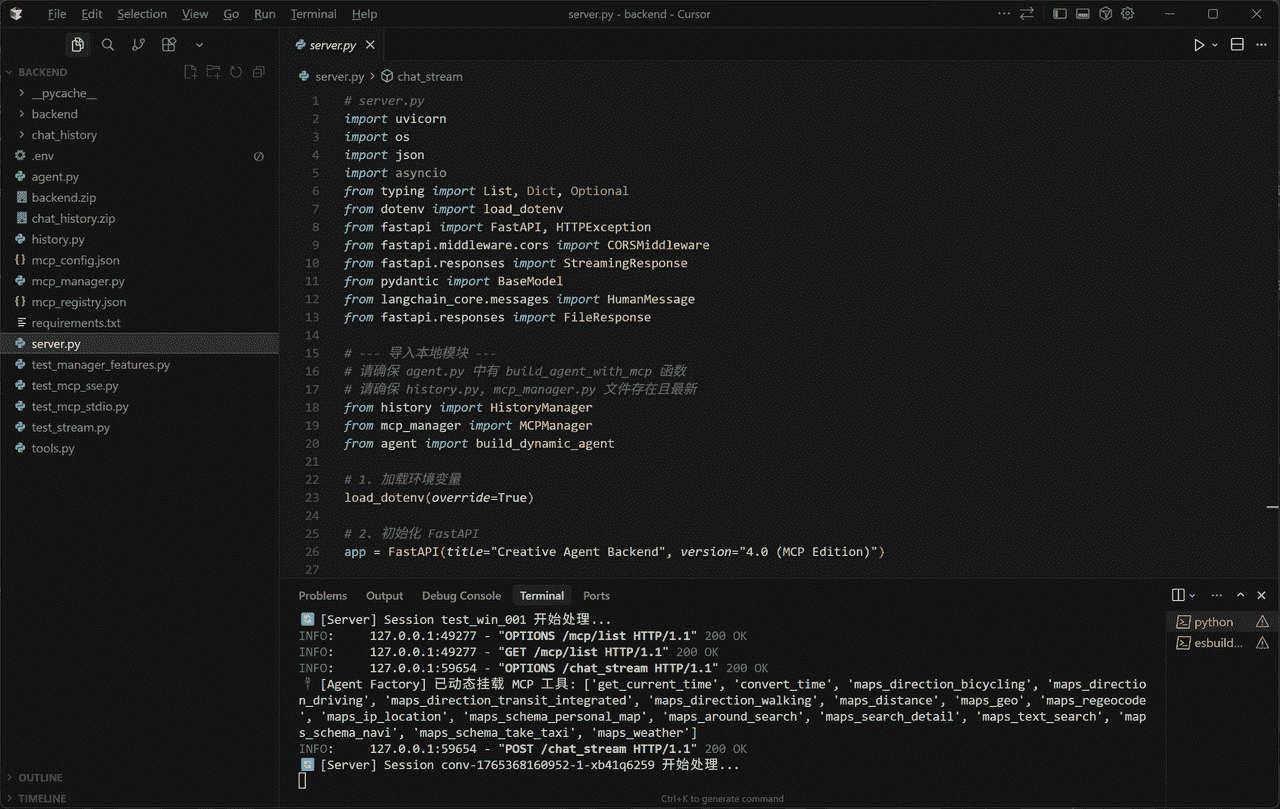 File Edit Selection View Go Run Terminal Help
server.py - backend - Cursor
BACKEND
__pycache__
backend
chat_history
.env
agent.py
backend.zip
chat_history.zip
history.py
mcp_config.json
mcp_manager.py
mcp_registry.json
requirements.txt
server.py
test_manager_features.py
test_mcp_sse.py
test_mcp_stdio.py
test_stream.py
tools.py
OUTLINE
TIMELINE
server.py
server.py > chat_stream
1 # server.py
2 import uvicorn
3 import os
4 import json
5 import asyncio
6 from typing import List, Dict, Optional
7 from dotenv import load_dotenv
8 from fastapi import FastAPI, HTTPException
9 from fastapi.middleware.cors import CORSMiddleware
10 from fastapi.responses import StreamingResponse
11 from pydantic import BaseModel
12 from langchain_core.messages import HumanMessage
13 from fastapi.responses import FileResponse
14
15 # --- 导入本地模块 ---
16 # 请确保 agent.py 中有 build_agent_with_mcp 函数
17 # 请确保 history.py, mcp_manager.py 文件存在且最新
18 from history import HistoryManager
19 from mcp_manager import MCPManager
20 from agent import build_dynamic_agent
21
22 # 1. 加载环境变量
23 load_dotenv(override=True)
24
25 # 2. 初始化 FastAPI
26 app = FastAPI(title="Creative Agent Backend", version="4.0 (MCP Edition)")
27
Problems Output Debug Console Terminal Ports
[Server] Session test_win_001 开始处理...
INFO: 127.0.0.1:49277 - "OPTIONS /mcp/list HTTP/1.1" 200 OK
INFO: 127.0.0.1:49277 - "GET /mcp/list HTTP/1.1" 200 OK
INFO: 127.0.0.1:59654 - "OPTIONS /chat_stream HTTP/1.1" 200 OK
[Agent Factory] 已动态挂载 MCP 工具: ['get_current_time', 'convert_time', 'maps_direction_bicycling', 'maps_directio
n_driving', 'maps_direction_transit_integrated', 'maps_direction_walking', 'maps_distance', 'maps_geo', 'maps_regeocode'
, 'maps_ip_location', 'maps_schema_personal_map', 'maps_around_search', 'maps_search_detail', 'maps_text_search', 'map
s_schema_navi', 'maps_schema_take_taxi', 'maps_weather']
INFO: 127.0.0.1:59654 - "POST /chat_stream HTTP/1.1" 200 OK
[Server] Session conv-1765368160952-1-xb41q6259 开始处理...
Ctrl+K to generate command
python
esbuild...